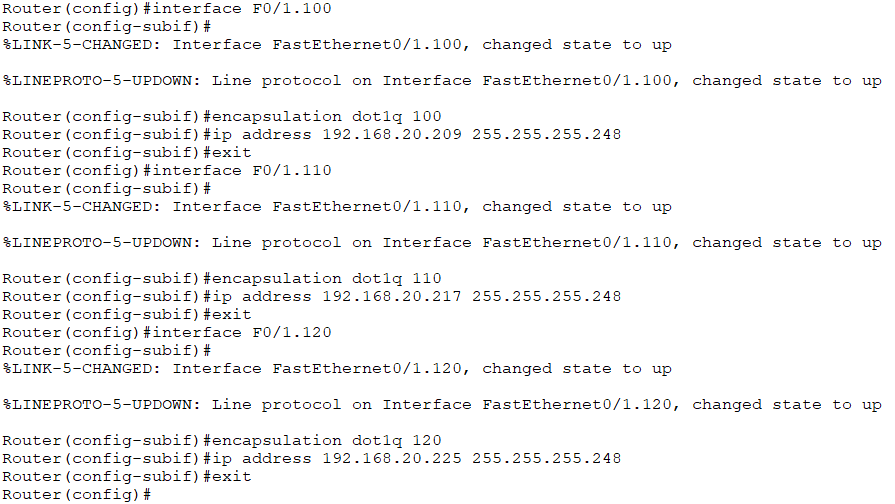 Router(config)#interface F0/1.100
Router(config-subif)#
%LINK-5-CHANGED: Interface FastEthernet0/1.100, changed state to up
%LINEPROTO-5-UPDOWN: Line protocol on Interface FastEthernet0/1.100, changed state to up
Router(config-subif)#encapsulation dot1q 100
Router(config-subif)#ip address 192.168.20.209 255.255.255.248
Router(config-subif)#exit
Router(config)#interface F0/1.110
Router(config-subif)#
%LINK-5-CHANGED: Interface FastEthernet0/1.110, changed state to up
%LINEPROTO-5-UPDOWN: Line protocol on Interface FastEthernet0/1.110, changed state to up
Router(config-subif)#encapsulation dot1q 110
Router(config-subif)#ip address 192.168.20.217 255.255.255.248
Router(config-subif)#exit
Router(config)#interface F0/1.120
Router(config-subif)#
%LINK-5-CHANGED: Interface FastEthernet0/1.120, changed state to up
%LINEPROTO-5-UPDOWN: Line protocol on Interface FastEthernet0/1.120, changed state to up
Router(config-subif)#encapsulation dot1q 120
Router(config-subif)#ip address 192.168.20.225 255.255.255.248
Router(config-subif)#exit
Router(config)#